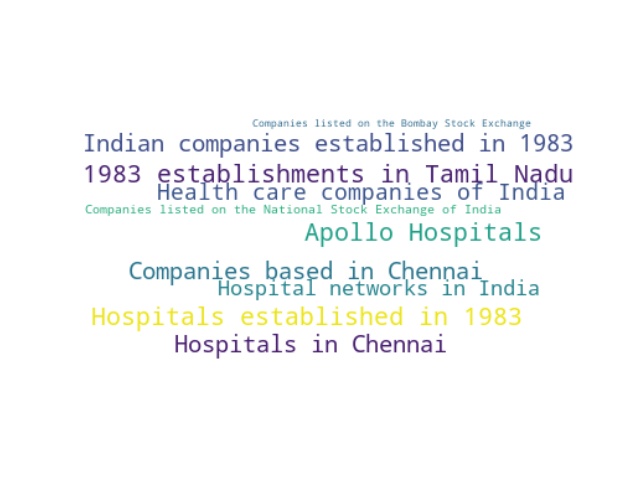 Companies listed on the Bombay Stock Exchange
Indian companies established in 1983
1983 establishments in Tamil Nadu
Health care companies of India
Companies listed on the National Stock Exchange of India
Apollo Hospitals
Companies based in Chennai
Hospital networks in India
Hospitals established in 1983
Hospitals in Chennai